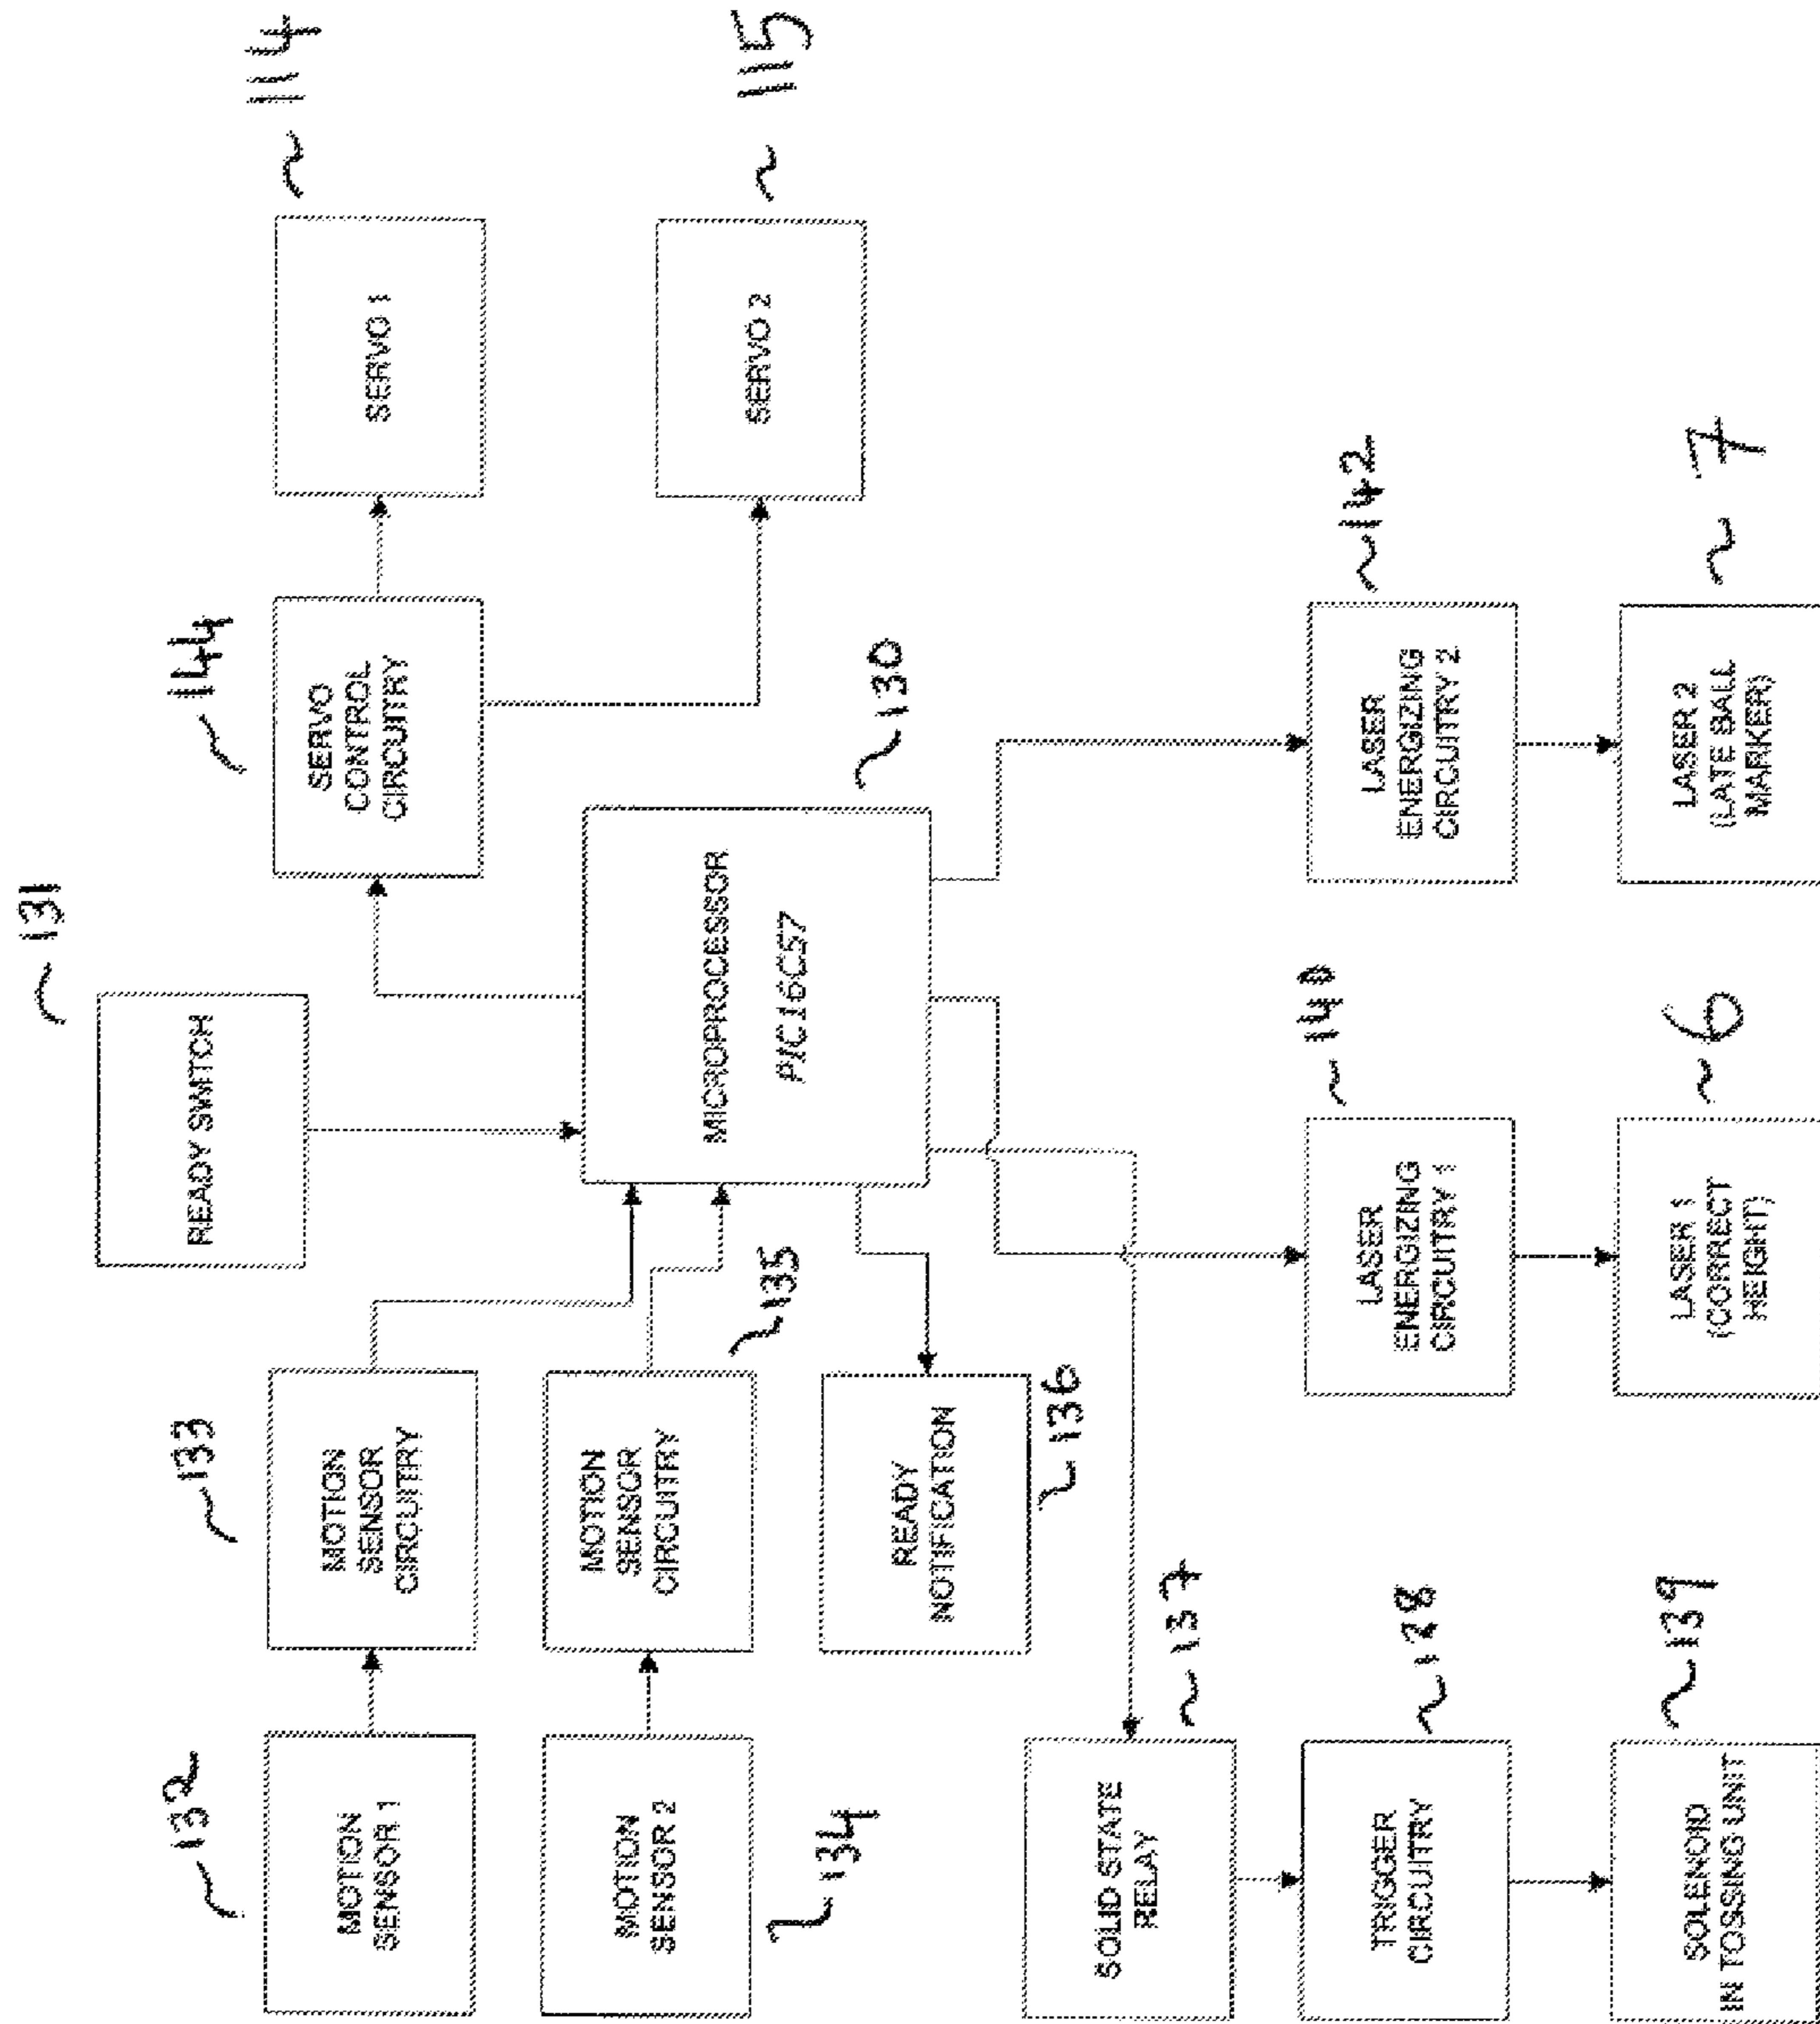 131
READY SWITCH
132
MOTION
SENSOR 1
133
MOTION
SENSOR
CIRCUITRY
144
SERVO
CONTROL
CIRCUITRY
114
SERVO 1
134
MOTION
SENSOR 2
135
MOTION
SENSOR
CIRCUITRY
130
MICROPROCESSOR
PIC16C57
115
SERVO 2
136
READY
NOTIFICATION
137
SOLID STATE
RELAY
128
TRIGGER
CIRCUITRY
140
LASER
ENERGIZING
CIRCUITRY 1
142
LASER
ENERGIZING
CIRCUITRY 2
139
SOLENOID
IN TOSSING UNIT
6
LASER 1
(CORRECT
HEIGHT)
7
LASER 2
(LATE BALL
MARKER)